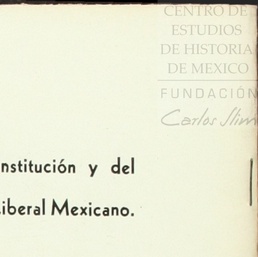 CENTRO DE
ESTUDIOS
DE HISTORIA
DE MEXICO
FUNDACIÓN
Carlos Slim
nstitución y del
iberal Mexicano.